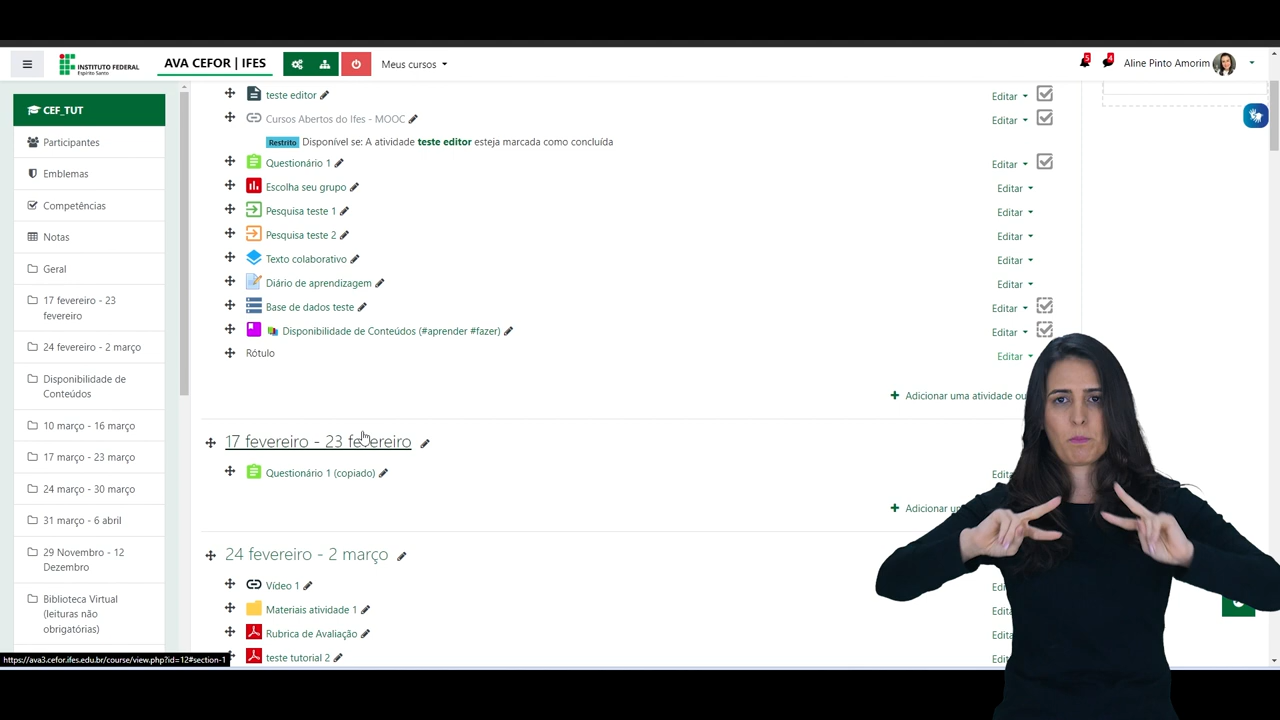 INSTITUTO FEDERAL
Espírito Santo
AVA CEFOR | IFES
Meus cursos
5
4
Aline Pinto Amorim
CEF_TUT
Participantes
Emblemas
Competências
Notas
Geral
17 fevereiro - 23
fevereiro
24 fevereiro - 2 março
Disponibilidade de
Conteúdos
10 março - 16 março
17 março - 23 março
24 março - 30 março
31 março - 6 abril
29 Novembro - 12
Dezembro
Biblioteca Virtual
(leituras não
obrigatórias)
https://ava3.cefor.ifes.edu.br/course/view.php?id=12#section-1
teste editor Editar
Cursos Abertos do Ifes - MOOC Editar
Restrito Disponível se: A atividade teste editor esteja marcada como concluída
Questionário 1 Editar
Escolha seu grupo Editar
Pesquisa teste 1 Editar
Pesquisa teste 2 Editar
Texto colaborativo Editar
Diário de aprendizagem Editar
Base de dados teste Editar
Disponibilidade de Conteúdos (#aprender #fazer) Editar
Rótulo Editar
Adicionar uma atividade ou
17 fevereiro - 23 fevereiro
Questionário 1 (copiado) Edita
Adicionar
24 fevereiro - 2 março
Vídeo 1
Materiais atividade 1
Rubrica de Avaliação
teste tutorial 2